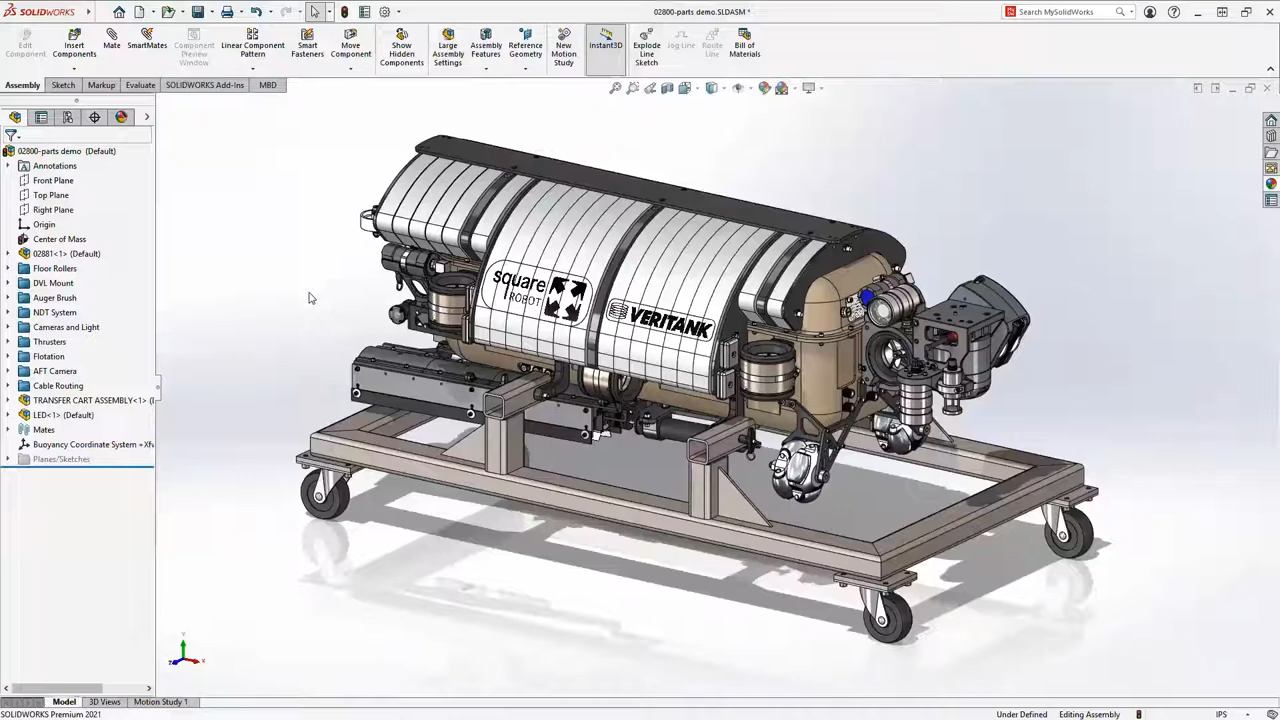 SOLIDWORKS
02800-parts demo.SLDASM *
Search MySolidWorks
Edit Component
Insert Components
Mate
SmartMates
Component Preview Window
Linear Component Pattern
Smart Fasteners
Move Component
Show Hidden Components
Large Assembly Settings
Assembly Features
Reference Geometry
New Motion Study
Instant3D
Explode Line Sketch
Jog Line
Route Line
Bill of Materials
Assembly Sketch Markup Evaluate SOLIDWORKS Add-Ins MBD
02800-parts demo (Default)
Annotations
Front Plane
Top Plane
Right Plane
Origin
Center of Mass
02881<1> (Default)
Floor Rollers
DVL Mount
Auger Brush
NDT System
Cameras and Light
Thrusters
Flotation
AFT Camera
Cable Routing
TRANSFER CART ASSEMBLY<1>
LED<1> (Default)
Mates
Buoyancy Coordinate System
Planes/Sketches
square
ROBOT
VERITANK
Y
X
Z
Model 3D Views Motion Study 1
SOLIDWORKS Premium 2021
Under Defined Editing Assembly IPS